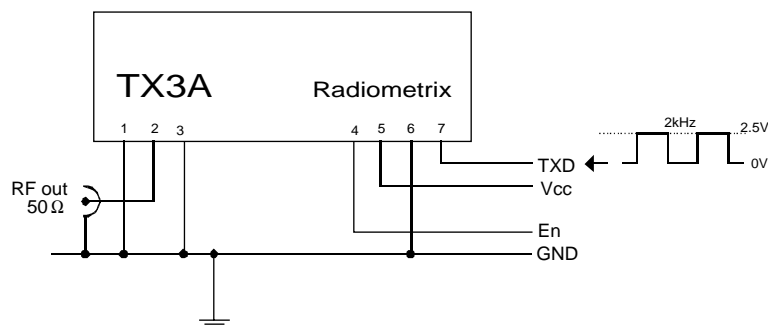 TX3A
Radiometrix
1 2 3 4 5 6 7
2kHz
2.5V
0V
TXD
Vcc
En
GND
RF out
50 Ω